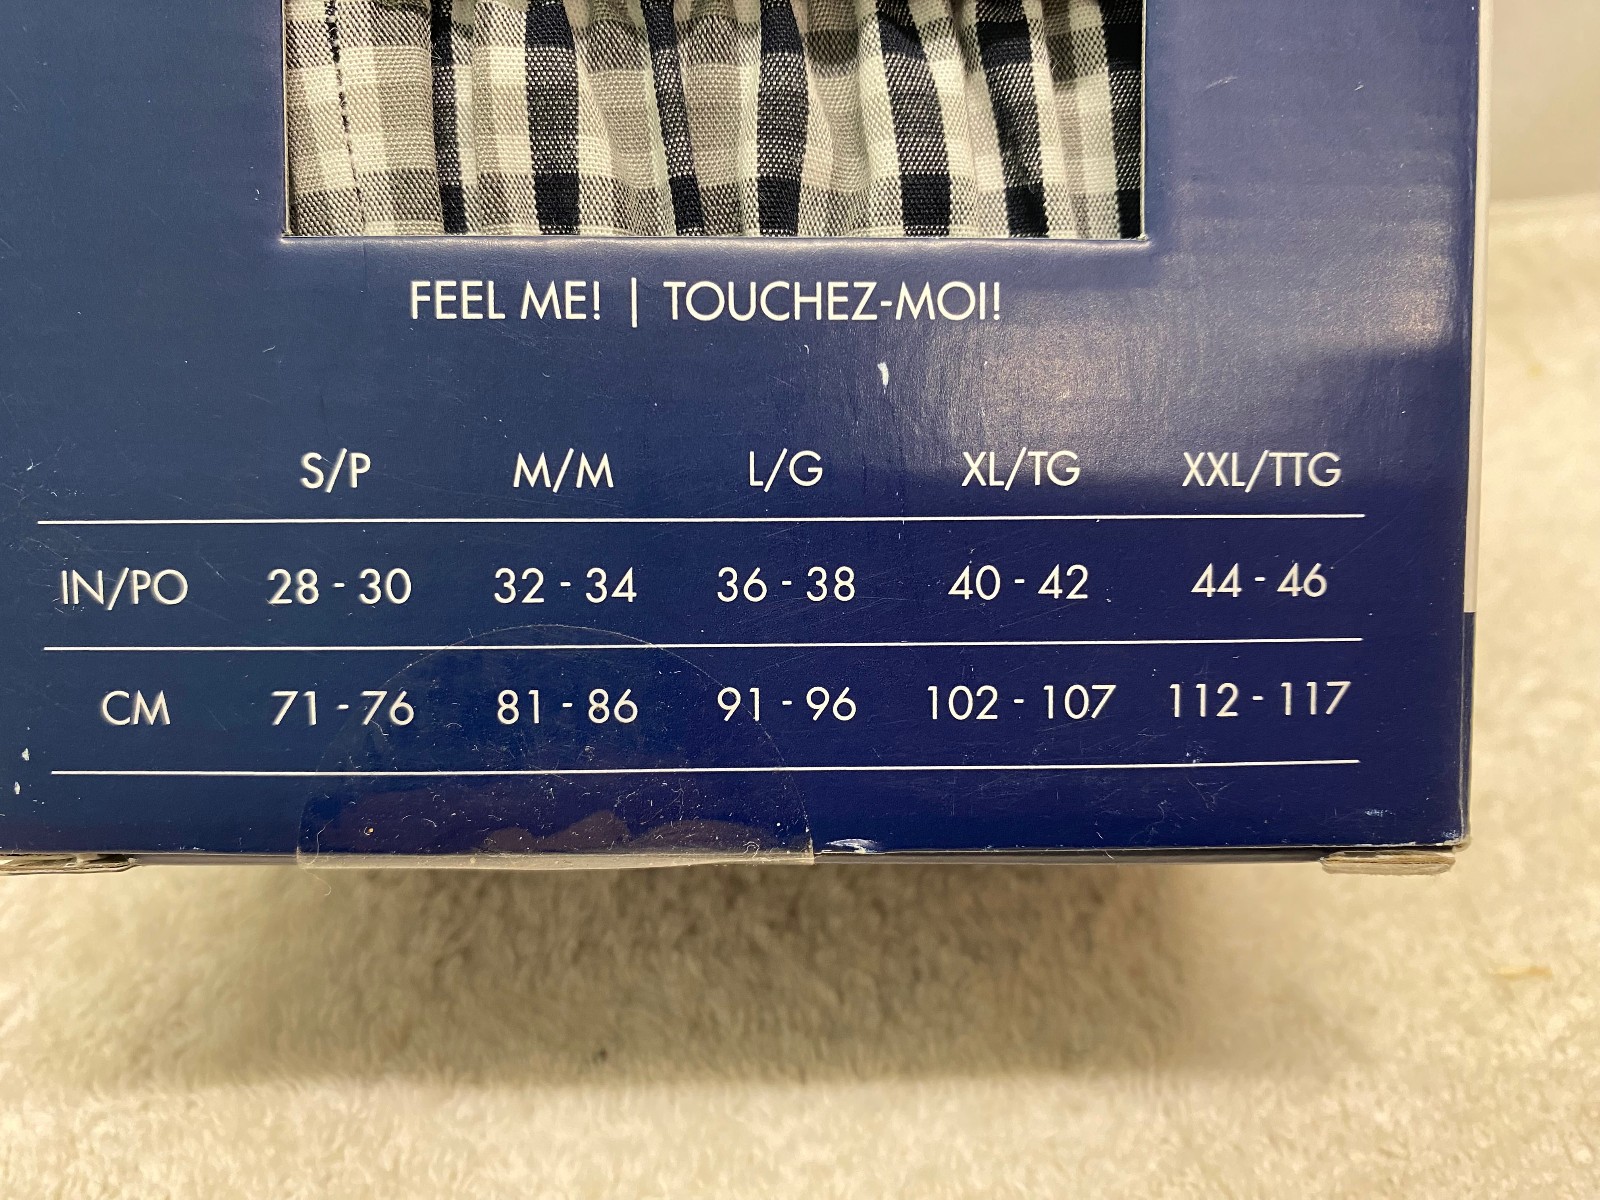 FEEL ME! | TOUCHEZ-MOI!
S/P M/M L/G XL/TG XXL/TTG
IN/PO 28 - 30 32 - 34 36 - 38 40 - 42 44 - 46
CM 71 - 76 81 - 86 91 - 96 102 - 107 112 - 117